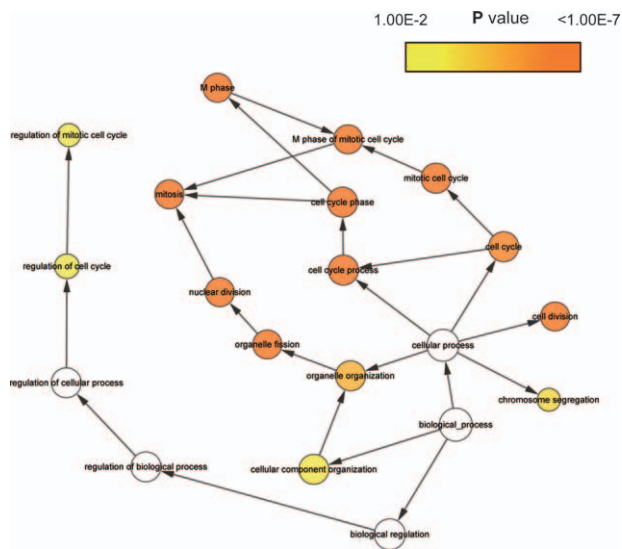 1.00E-2 P value <1.00E-7
M phase
regulation of mitotic cell cycle
M phase of mitotic cell cycle
mitotic cell cycle
mitosis
cell cycle phase
cell cycle
regulation of cell cycle
cell cycle process
nuclear division
cell division
organelle fission
cellular process
organelle organization
regulation of cellular process
chromosome segregation
biological_process
regulation of biological process
cellular component organization
biological regulation